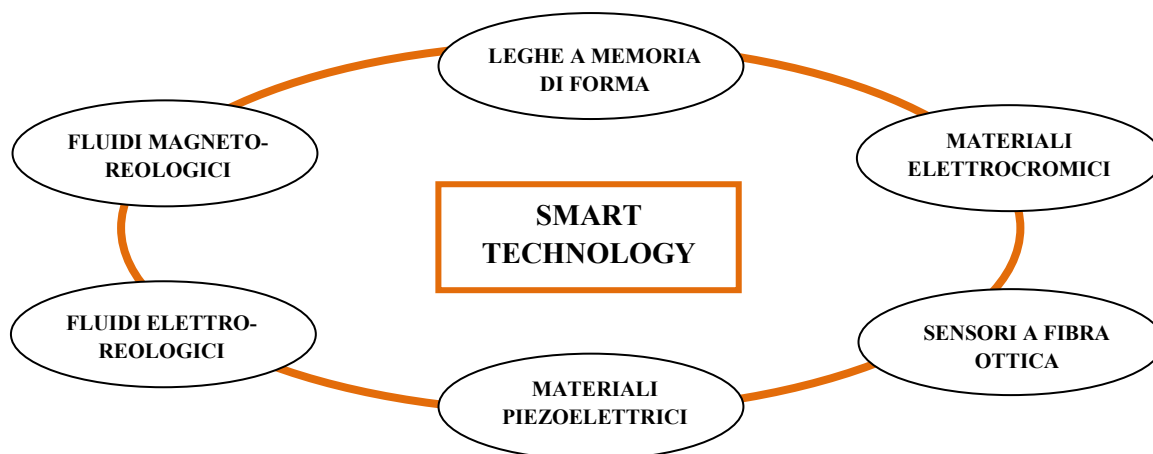 LEGHE A MEMORIA
DI FORMA
FLUIDI MAGNETO-
REOLOGICI
MATERIALI
ELETTROCROMICI
SMART
TECHNOLOGY
FLUIDI ELETTRO-
REOLOGICI
SENSORI A FIBRA
OTTICA
MATERIALI
PIEZOELETTRICI